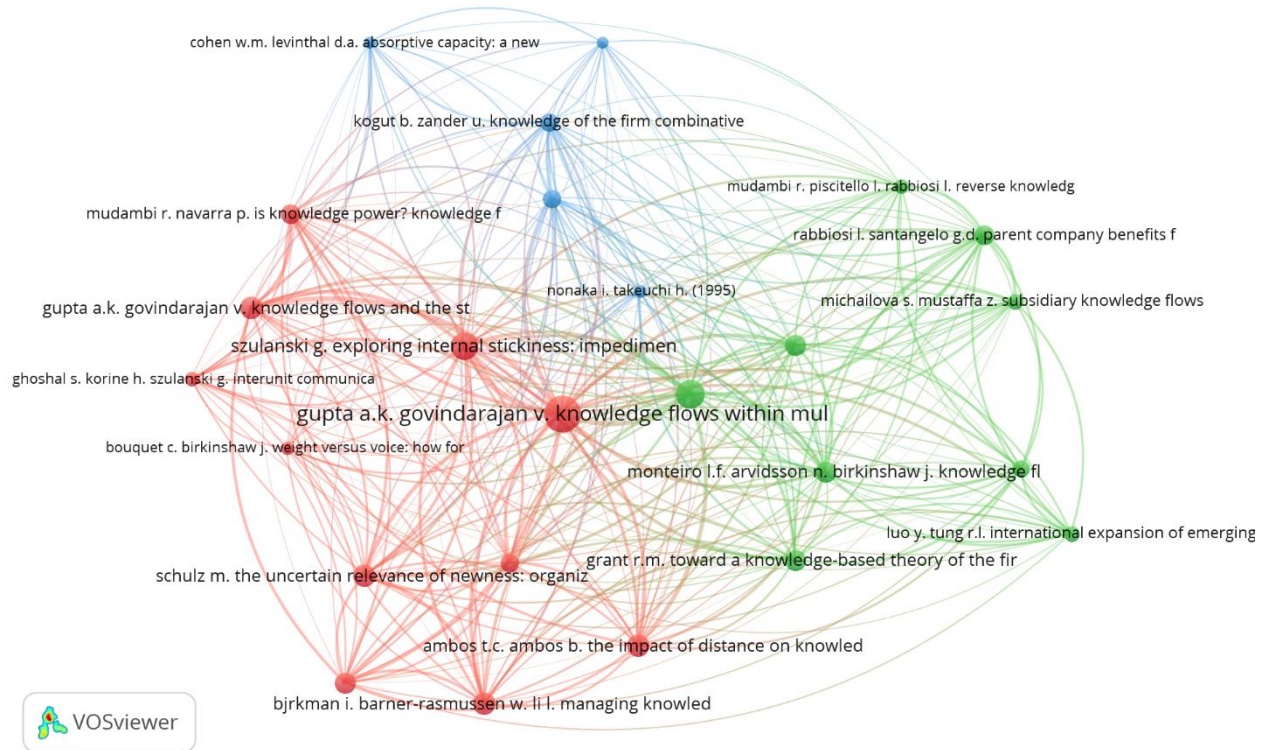 cohen w.m. levinthal d.a. absorptive capacity: a new
kogut b. zander u. knowledge of the firm combinative
mudambi r. piscitello l. rabbiosi l. reverse knowledg
mudambi r. navarra p. is knowledge power? knowledge f
rabbiosi l. santangelo g.d. parent company benefits f
nonaka i. takeuchi h. (1995)
michailova s. mustaffa z. subsidiary knowledge flows
gupta a.k. govindarajan v. knowledge flows and the st
szulanski g. exploring internal stickiness: impedimen
ghoshal s. korine h. szulanski g. interunit communica
gupta a.k. govindarajan v. knowledge flows within mul
bouquet c. birkinshaw j. weight versus voice: how for
monteiro l.f. arvidsson n. birkinshaw j. knowledge fl
luo y. tung r.l. international expansion of emerging
grant r.m. toward a knowledge-based theory of the fir
schulz m. the uncertain relevance of newness: organiz
ambos t.c. ambos b. the impact of distance on knowled
bjrkman i. barner-rasmussen w. li l. managing knowled
VOSviewer